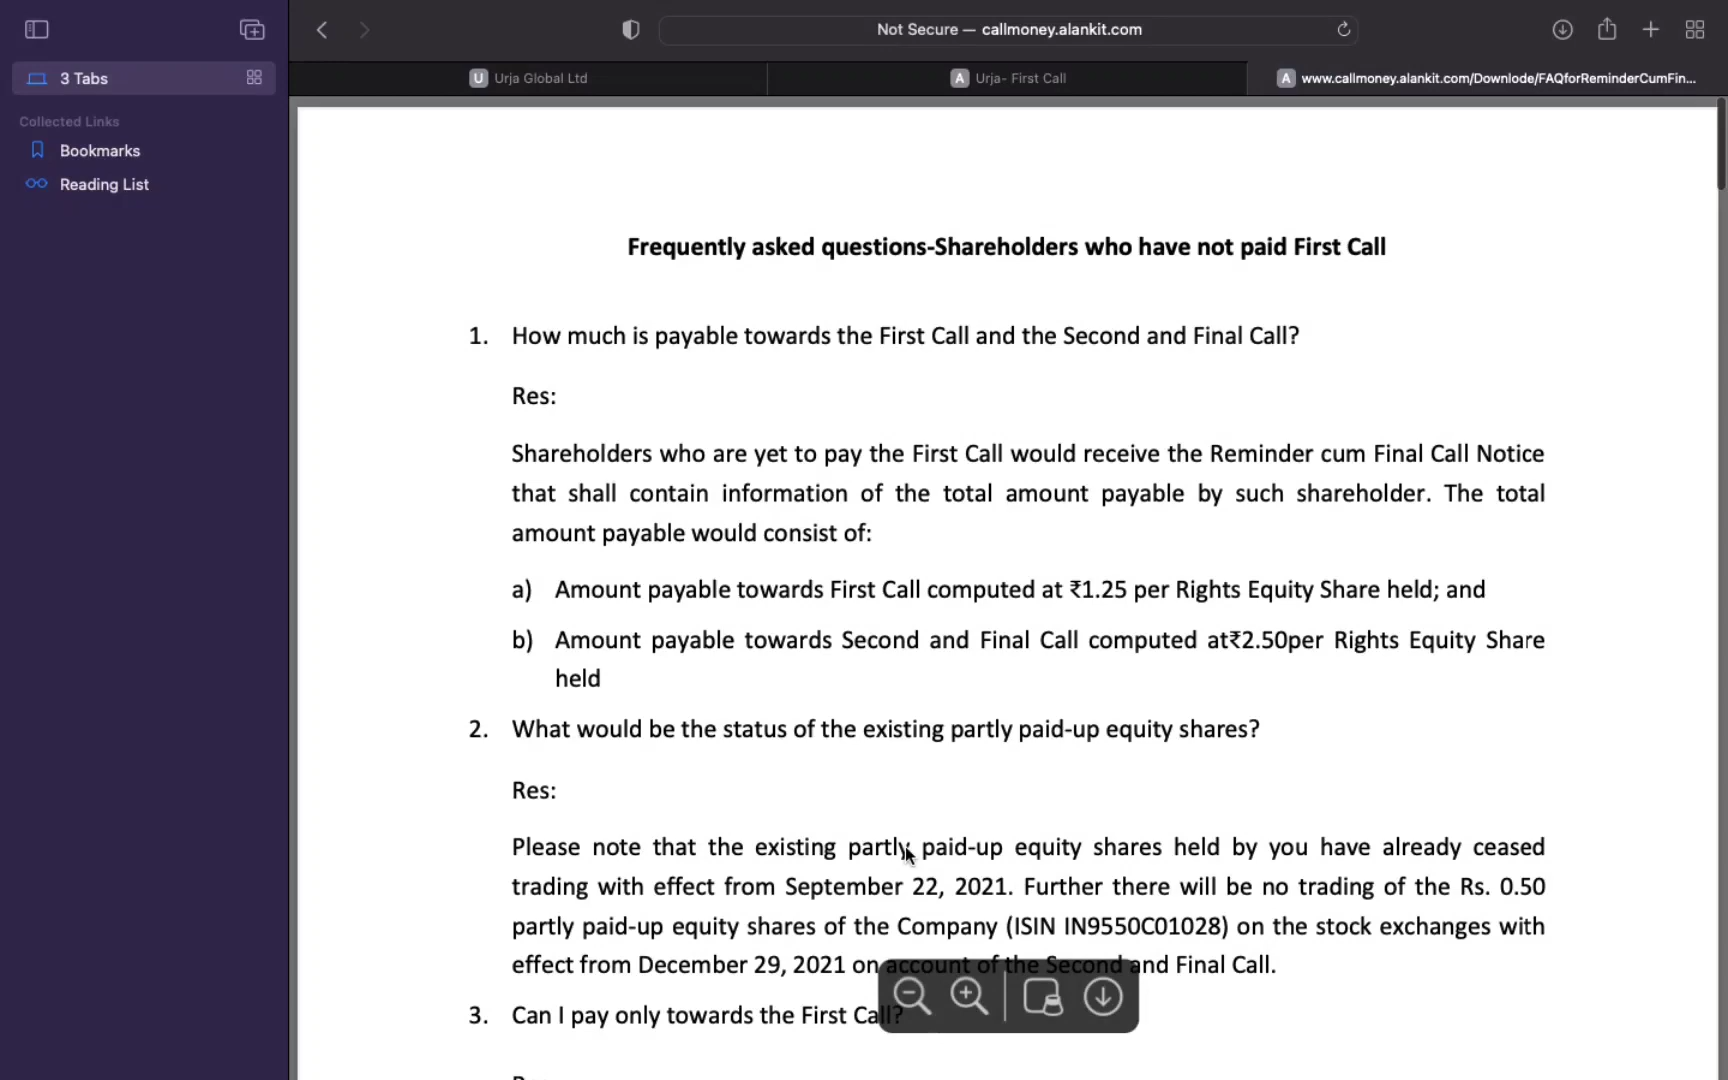 Not Secure — callmoney.alankit.com
3 Tabs
U Urja Global Ltd
A Urja- First Call
A www.callmoney.alankit.com/Downlode/FAQforReminderCumFin...
Collected Links
Bookmarks
Reading List
Frequently asked questions-Shareholders who have not paid First Call
1. How much is payable towards the First Call and the Second and Final Call?
Res:
Shareholders who are yet to pay the First Call would receive the Reminder cum Final Call Notice
that shall contain information of the total amount payable by such shareholder. The total
amount payable would consist of:
a) Amount payable towards First Call computed at ₹1.25 per Rights Equity Share held; and
b) Amount payable towards Second and Final Call computed at₹2.50per Rights Equity Share
held
2. What would be the status of the existing partly paid-up equity shares?
Res:
Please note that the existing partly paid-up equity shares held by you have already ceased
trading with effect from September 22, 2021. Further there will be no trading of the Rs. 0.50
partly paid-up equity shares of the Company (ISIN IN9550C01028) on the stock exchanges with
effect from December 29, 2021 on account of the Second and Final Call.
3. Can I pay only towards the First Call?